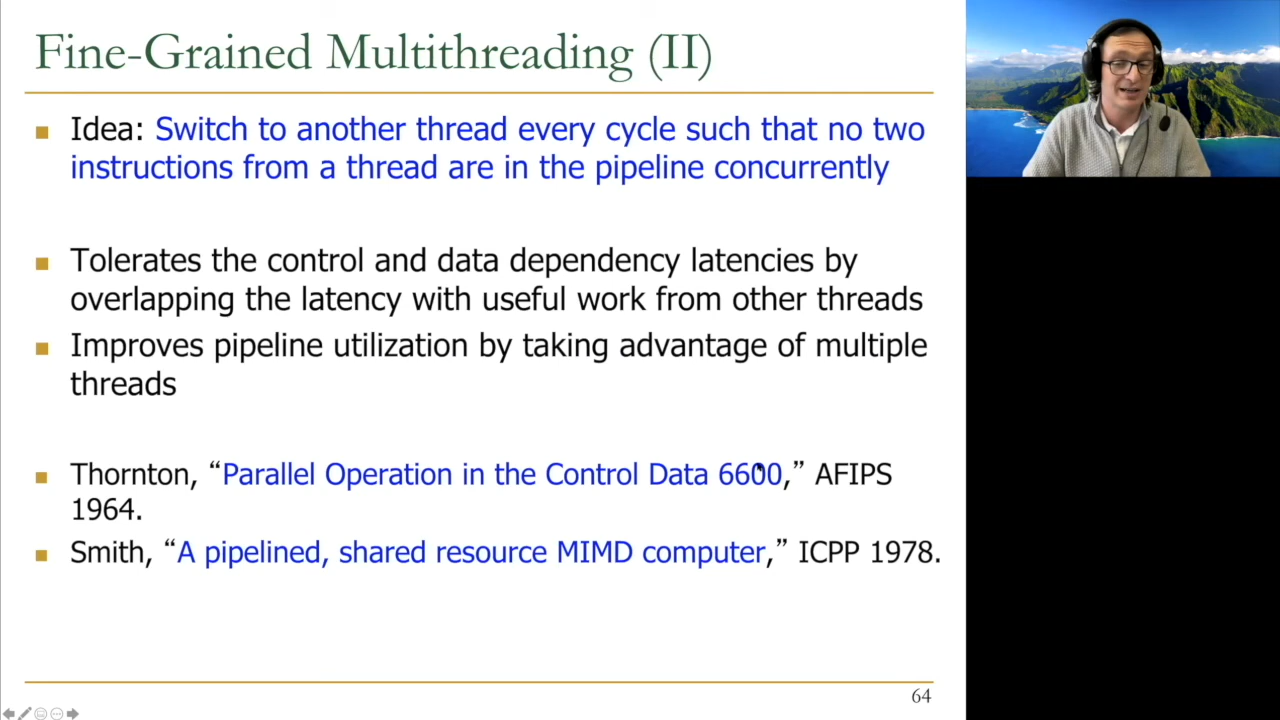 Fine-Grained Multithreading (II)
Idea: Switch to another thread every cycle such that no two
instructions from a thread are in the pipeline concurrently
Tolerates the control and data dependency latencies by
overlapping the latency with useful work from other threads
Improves pipeline utilization by taking advantage of multiple
threads
Thornton, “Parallel Operation in the Control Data 6600,” AFIPS
1964.
Smith, “A pipelined, shared resource MIMD computer,” ICPP 1978.
64